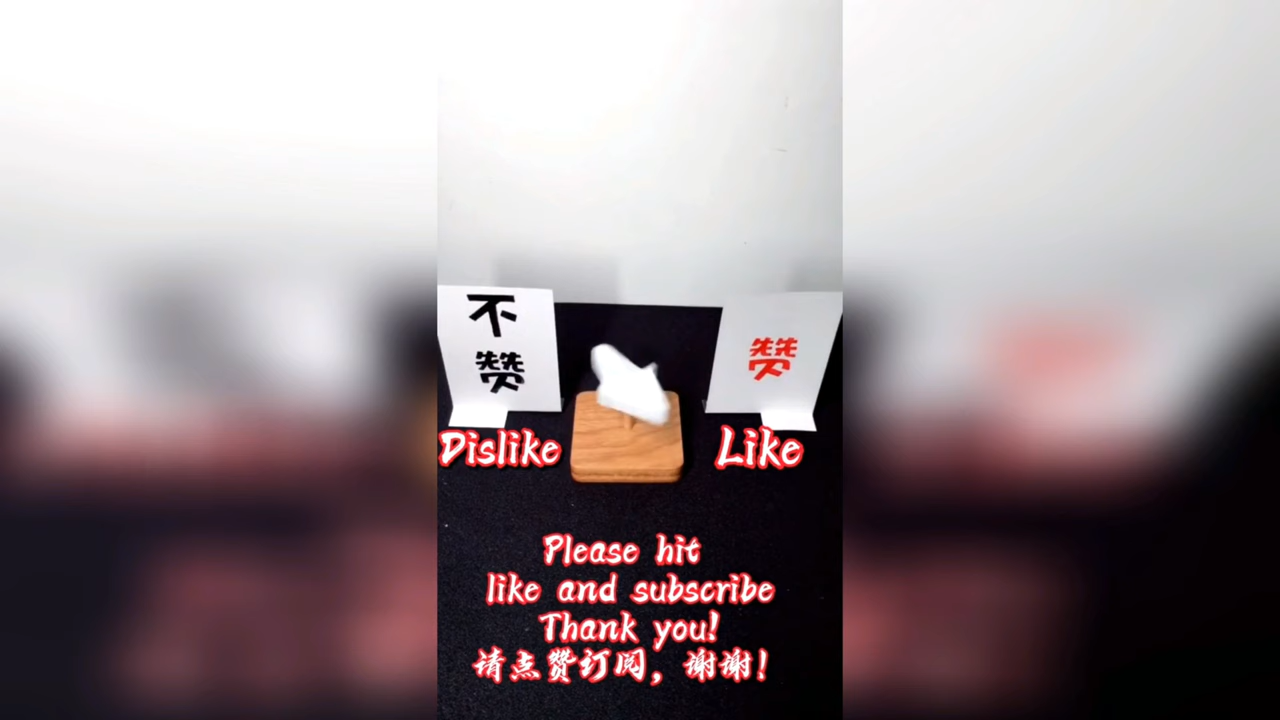 不
赞
赞
Dislike
Like
Please hit
like and subscribe
Thank you!
请点赞订阅，谢谢！